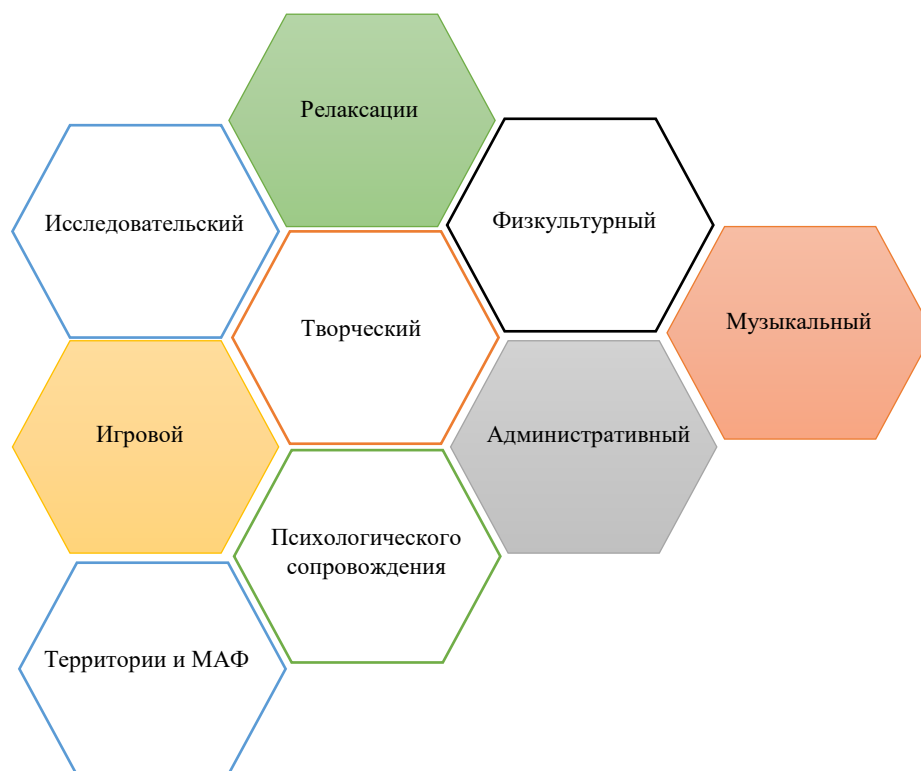 Релаксации
Исследовательский
Физкультурный
Творческий
Музыкальный
Игровой
Административный
Психологического
сопровождения
Территории и МАФ